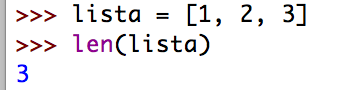 >>> lista = [1, 2, 3]
>>> len(lista)
3